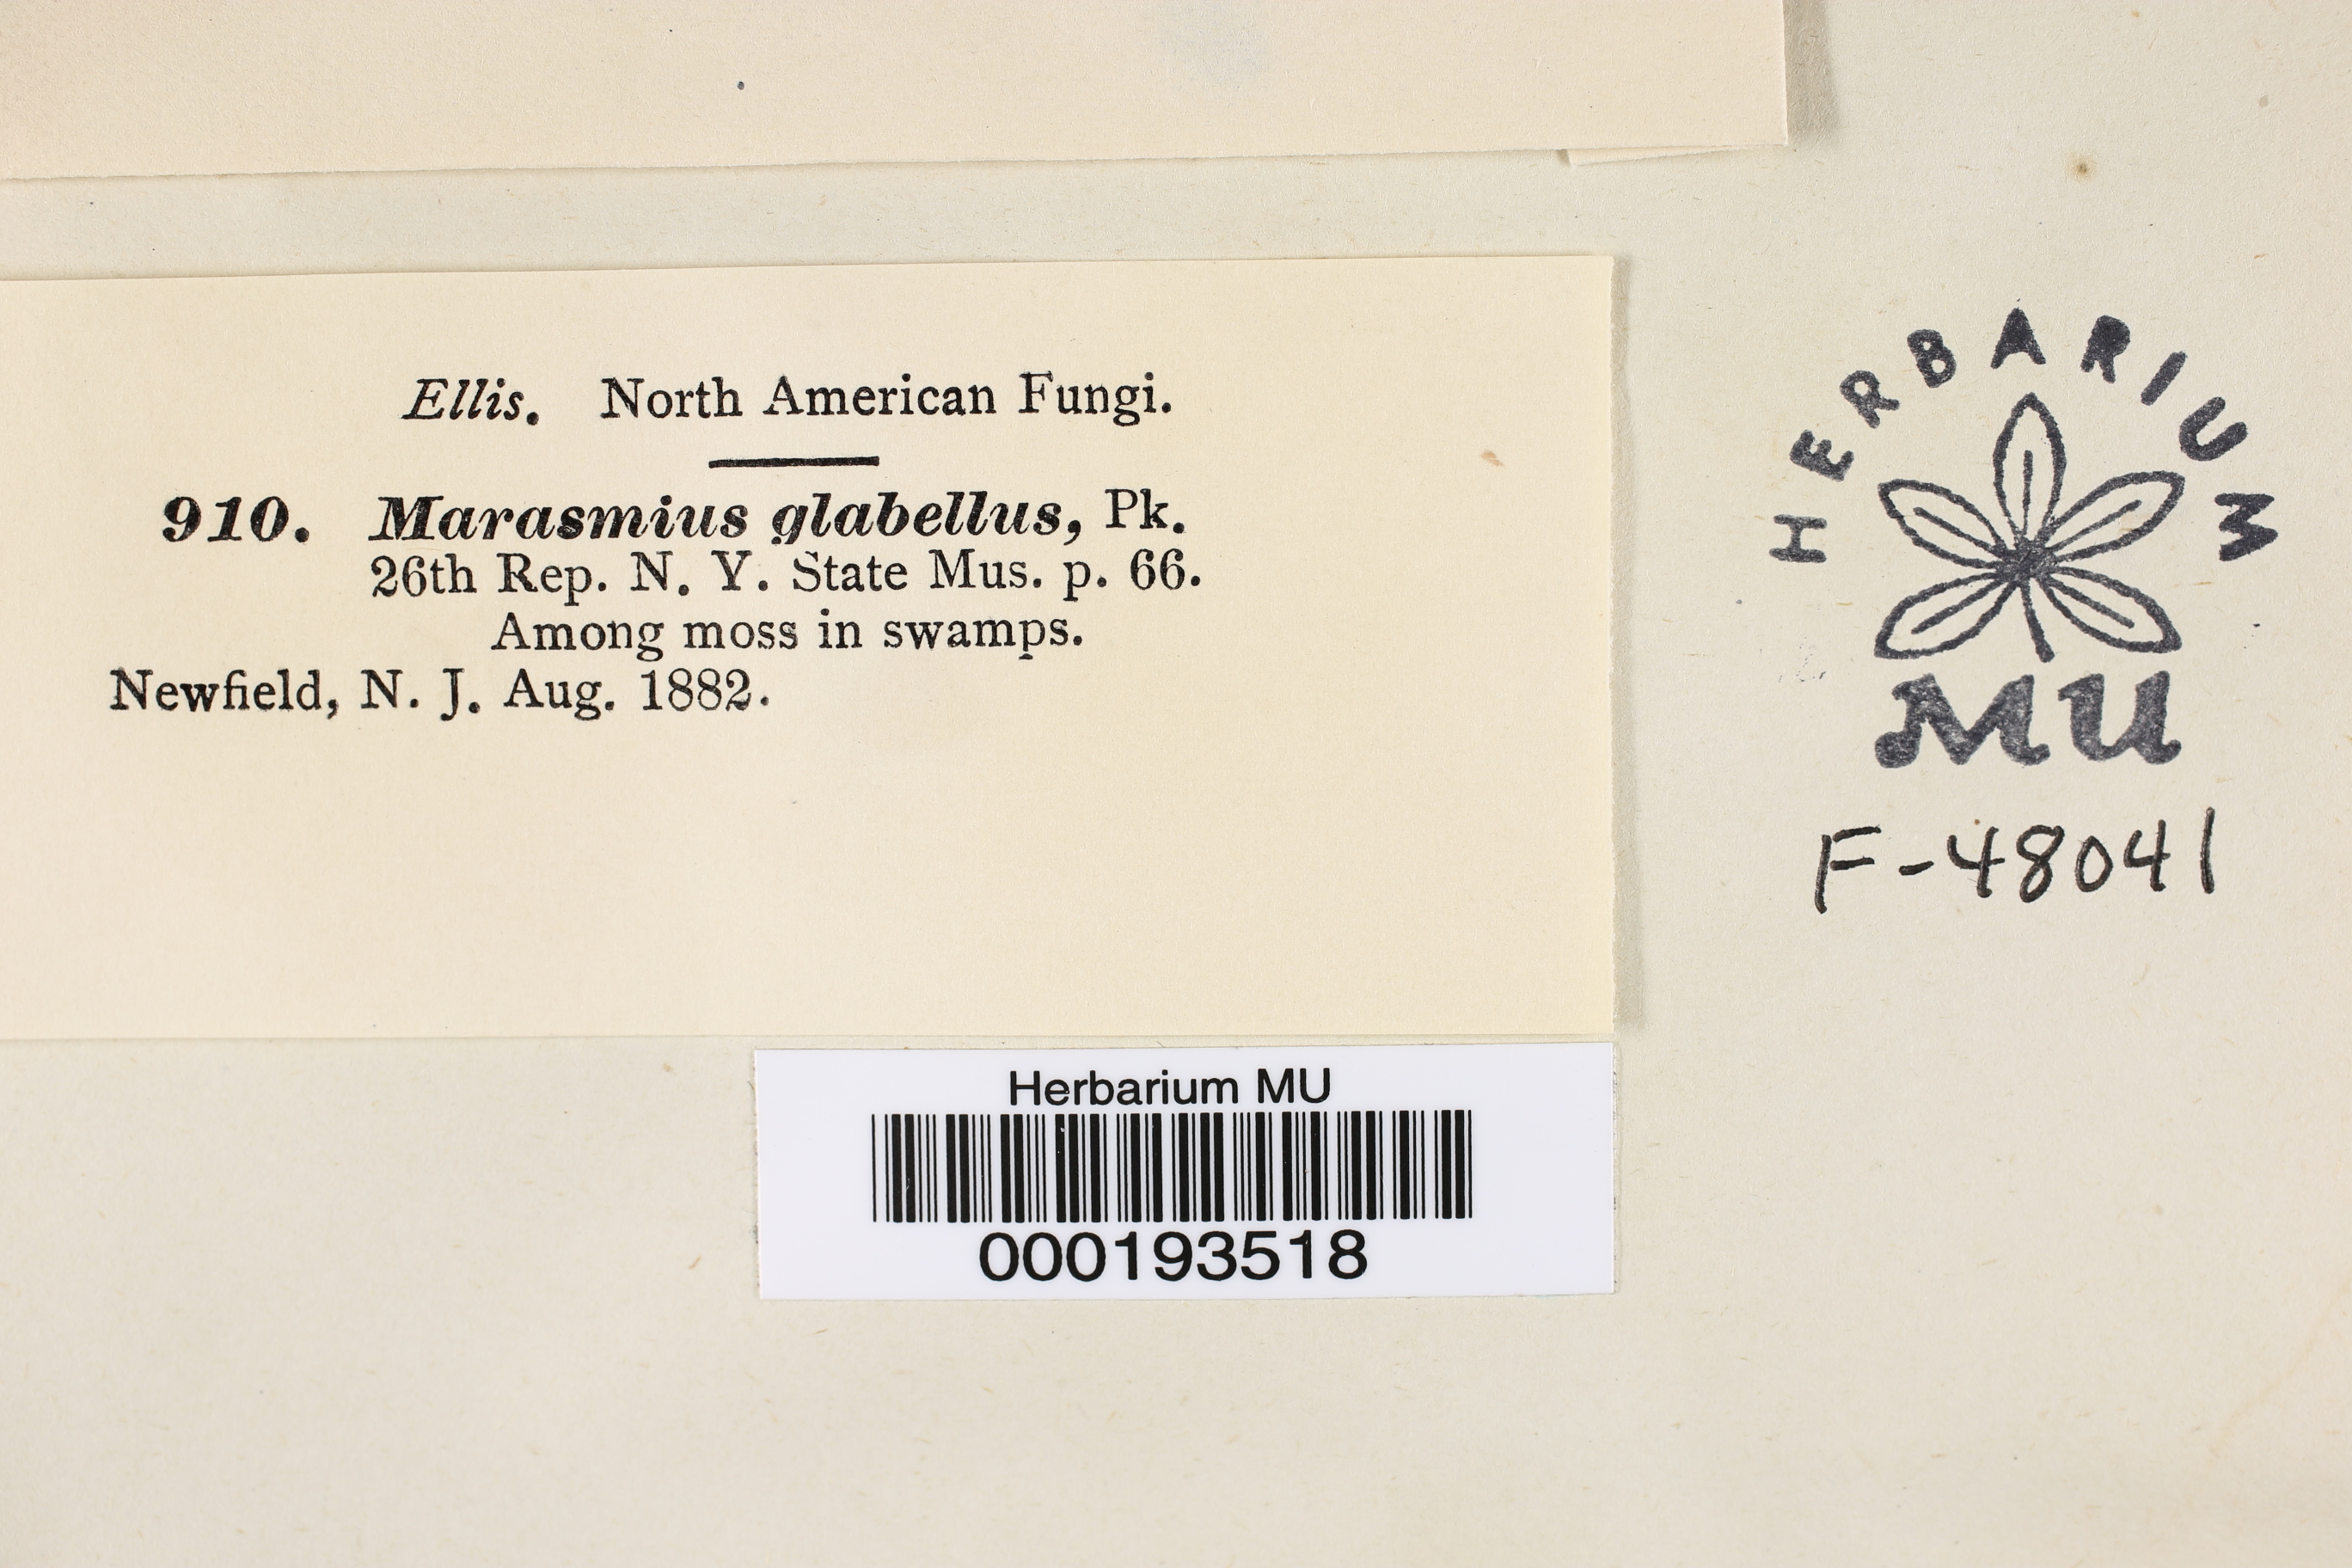 Ellis. North American Fungi.
910. Marasmius glabellus, Pk.
26th Rep. N. Y. State Mus. p. 66.
Among moss in swamps.
Newfield, N. J. Aug. 1882.
HERBARIUM
MU
F-48041
Herbarium MU
000193518